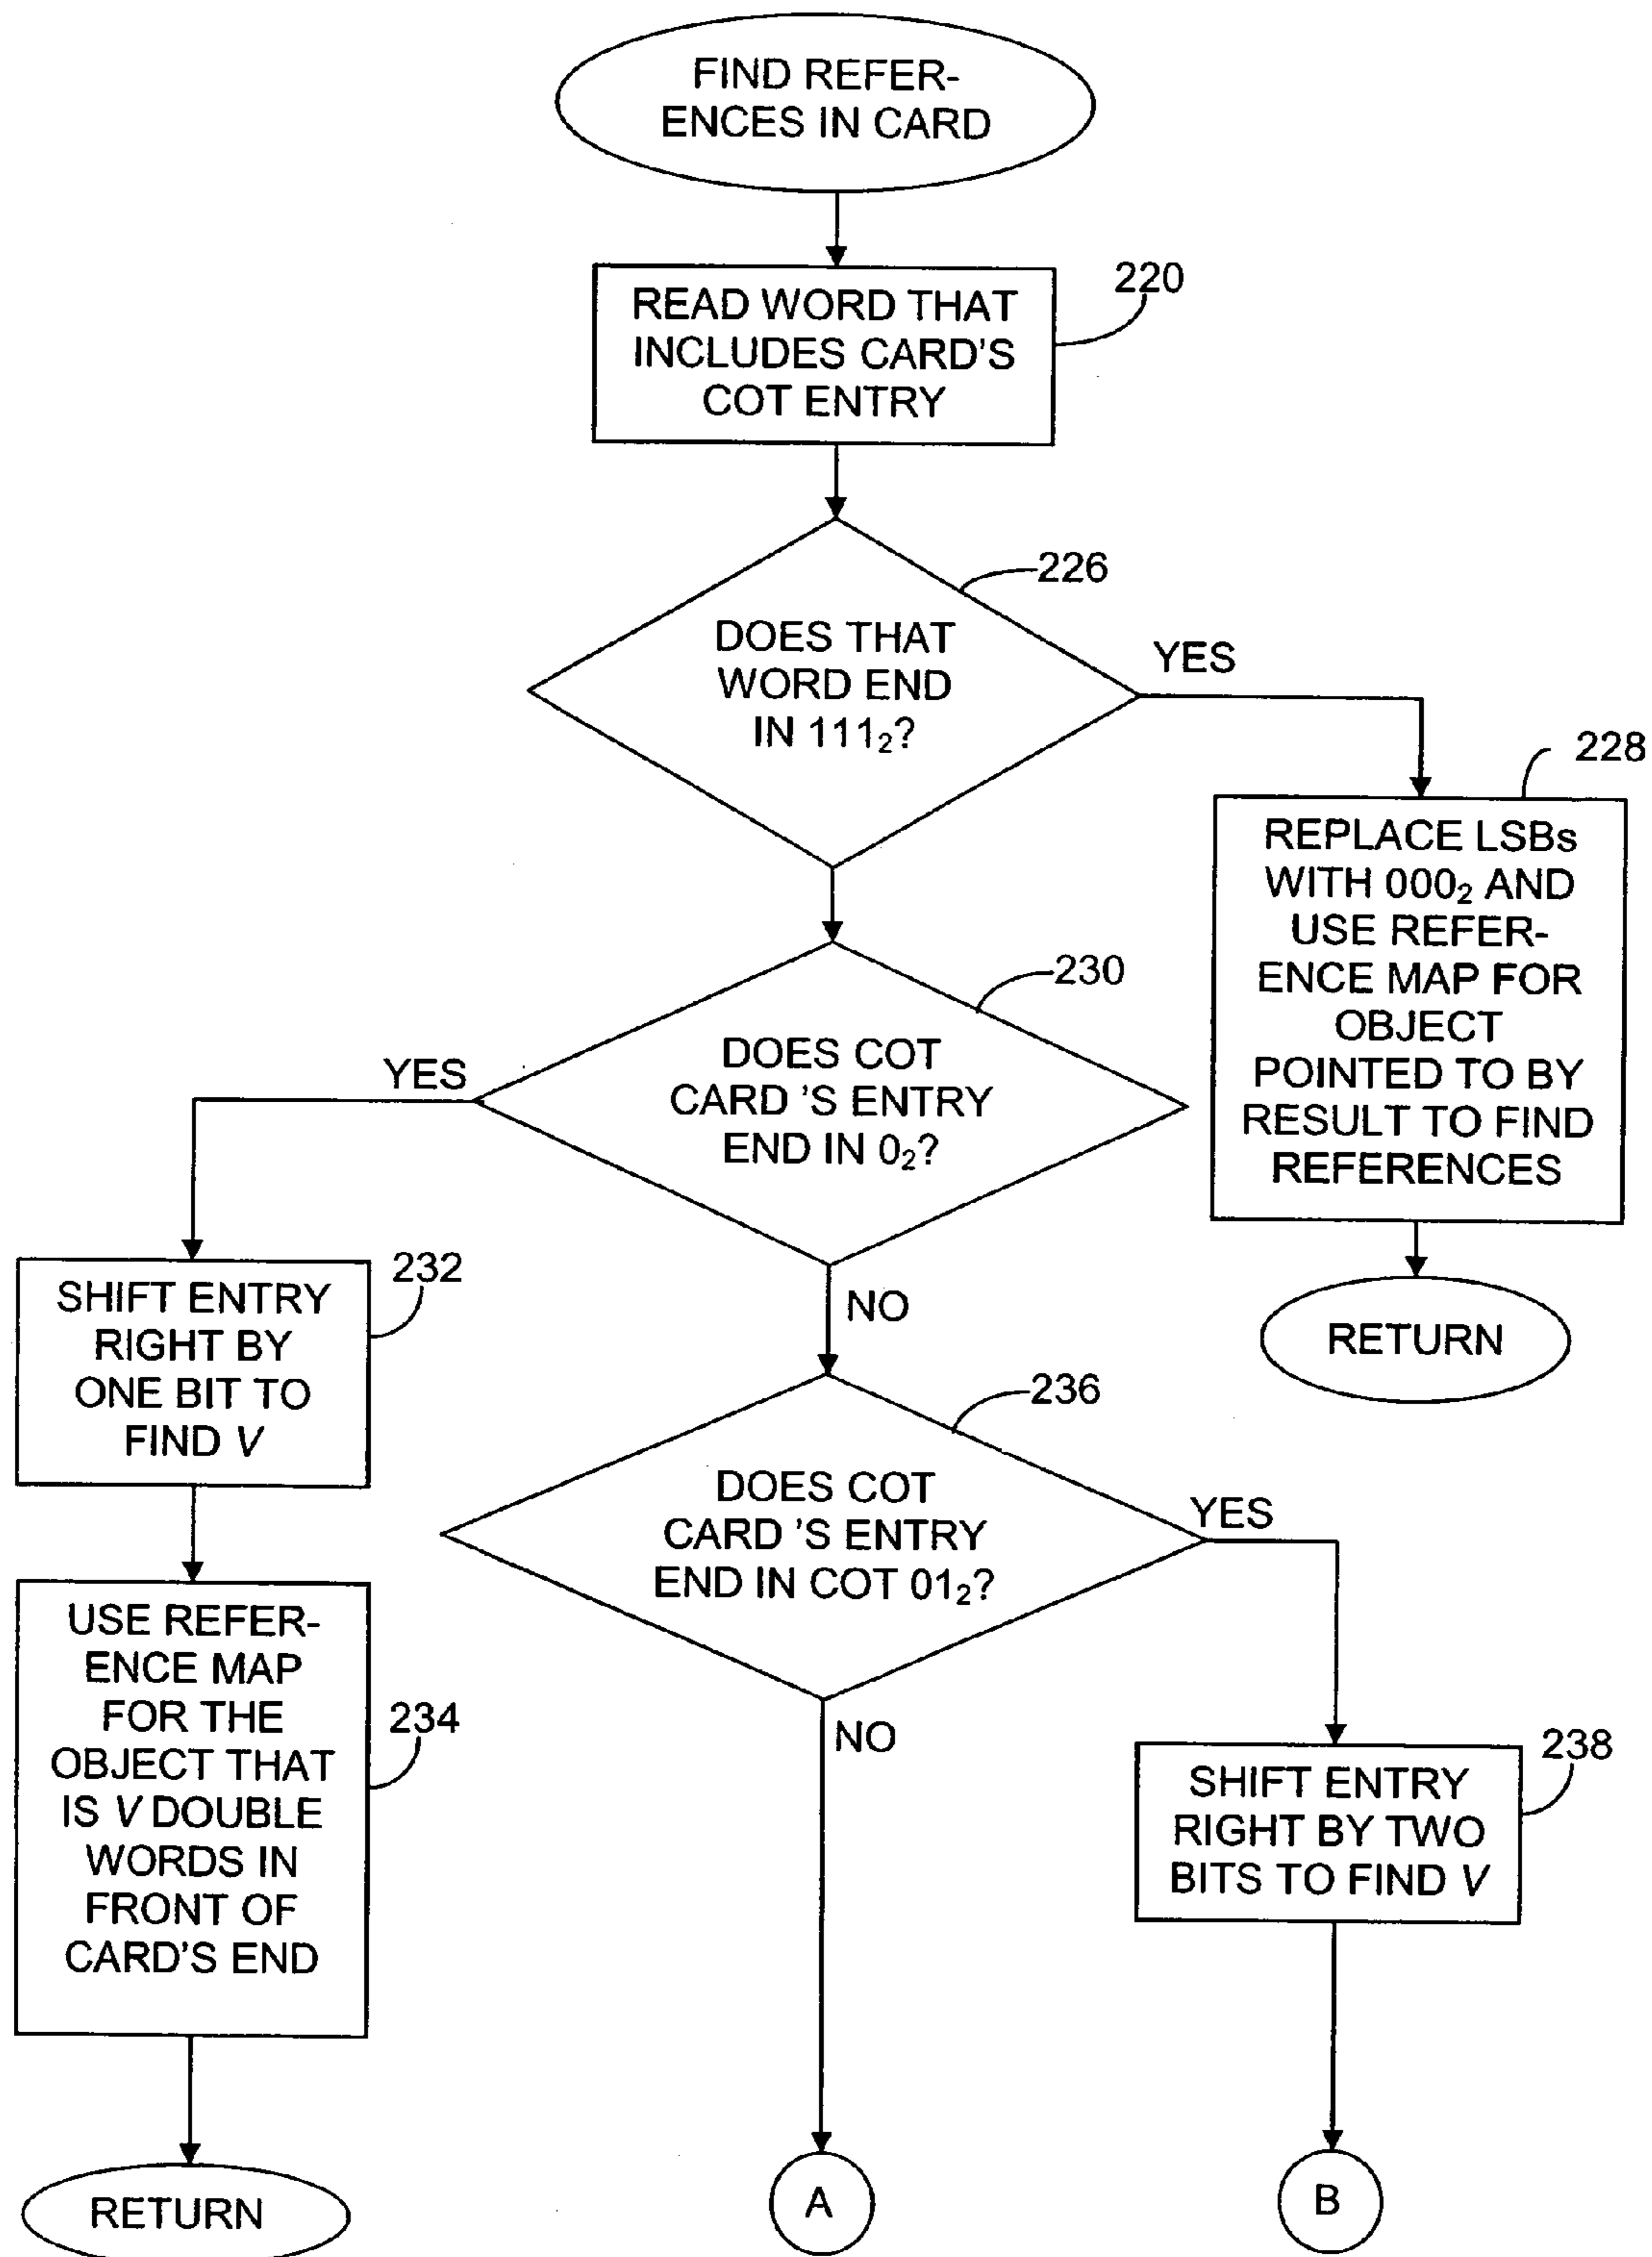 FIND REFER-
ENCES IN CARD
220
READ WORD THAT
INCLUDES CARD'S
COT ENTRY
226
DOES THAT
WORD END
IN 111₂?
YES
228
REPLACE LSBs
WITH 000₂ AND
USE REFER-
ENCE MAP FOR
OBJECT
POINTED TO BY
RESULT TO FIND
REFERENCES
RETURN
230
DOES COT
CARD 'S ENTRY
END IN 0₂?
YES
NO
232
SHIFT ENTRY
RIGHT BY
ONE BIT TO
FIND V
234
USE REFER-
ENCE MAP
FOR THE
OBJECT THAT
IS V DOUBLE
WORDS IN
FRONT OF
CARD'S END
RETURN
236
DOES COT
CARD 'S ENTRY
END IN COT 01₂?
YES
NO
238
SHIFT ENTRY
RIGHT BY TWO
BITS TO FIND V
A
B